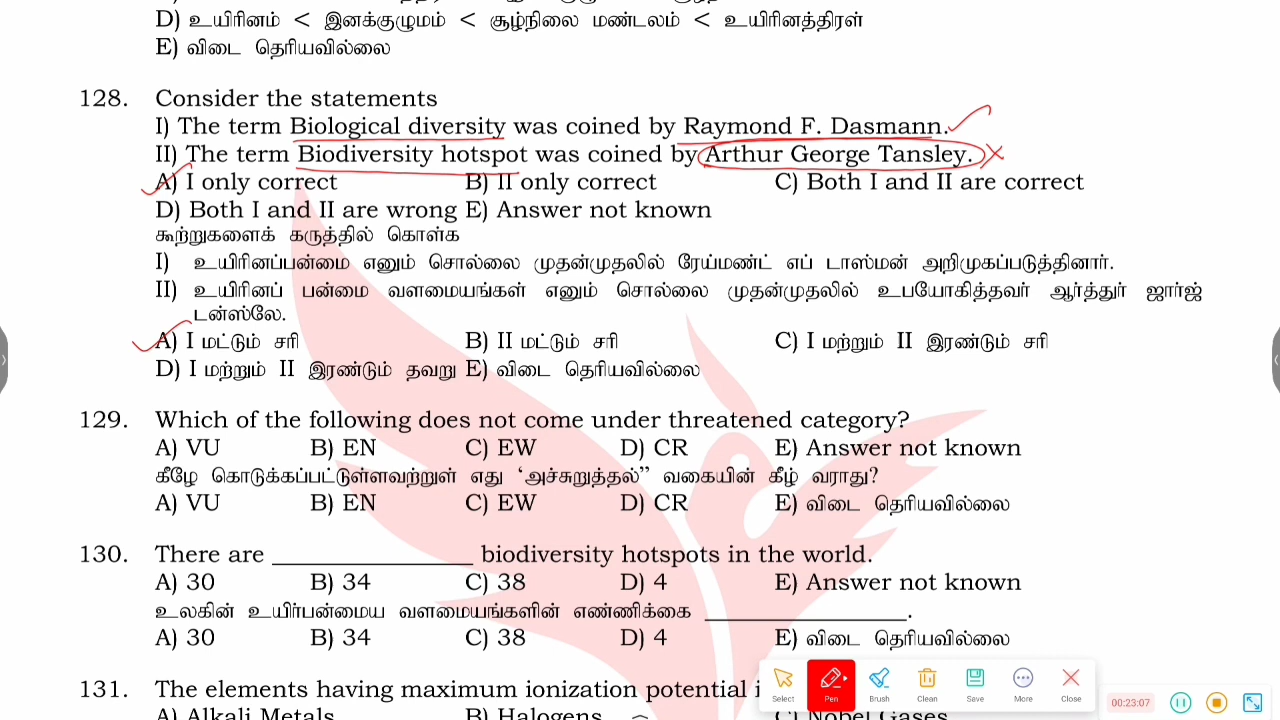 D) உயிரினம் < இனக்குழுமம் < சூழ்நிலை மண்டலம் < உயிரினத்திரள்
E) விடை தெரியவில்லை
128. Consider the statements
I) The term Biological diversity was coined by Raymond F. Dasmann.
II) The term Biodiversity hotspot was coined by Arthur George Tansley.
A) I only correct B) II only correct C) Both I and II are correct
D) Both I and II are wrong E) Answer not known
கூற்றுகளைக் கருத்தில் கொள்க
I) உயிரினப்பன்மை எனும் சொல்லை முதன்முதலில் ரேய்மண்ட் எப் டாஸ்மன் அறிமுகப்படுத்தினார்.
II) உயிரினப் பன்மை வளமையங்கள் எனும் சொல்லை முதன்முதலில் உபயோகித்தவர் ஆர்த்துர் ஜார்ஜ்
டன்ஸ்லே.
A) I மட்டும் சரி B) II மட்டும் சரி C) I மற்றும் II இரண்டும் சரி
D) I மற்றும் II இரண்டும் தவறு E) விடை தெரியவில்லை
129. Which of the following does not come under threatened category?
A) VU B) EN C) EW D) CR E) Answer not known
கீழே கொடுக்கப்பட்டுள்ளவற்றுள் எது ‘அச்சுறுத்தல்” வகையின் கீழ் வராது?
A) VU B) EN C) EW D) CR E) விடை தெரியவில்லை
130. There are ________________ biodiversity hotspots in the world.
A) 30 B) 34 C) 38 D) 4 E) Answer not known
உலகின் உயிர்பன்மைய வளமையங்களின் எண்ணிக்கை ________________.
A) 30 B) 34 C) 38 D) 4 E) விடை தெரியவில்லை
131. The elements having maximum ionization potential
A) Alkali Metals B) Halogens C) Nobel Gases
Select Pen Brush Clean Save More Close
00:23:07